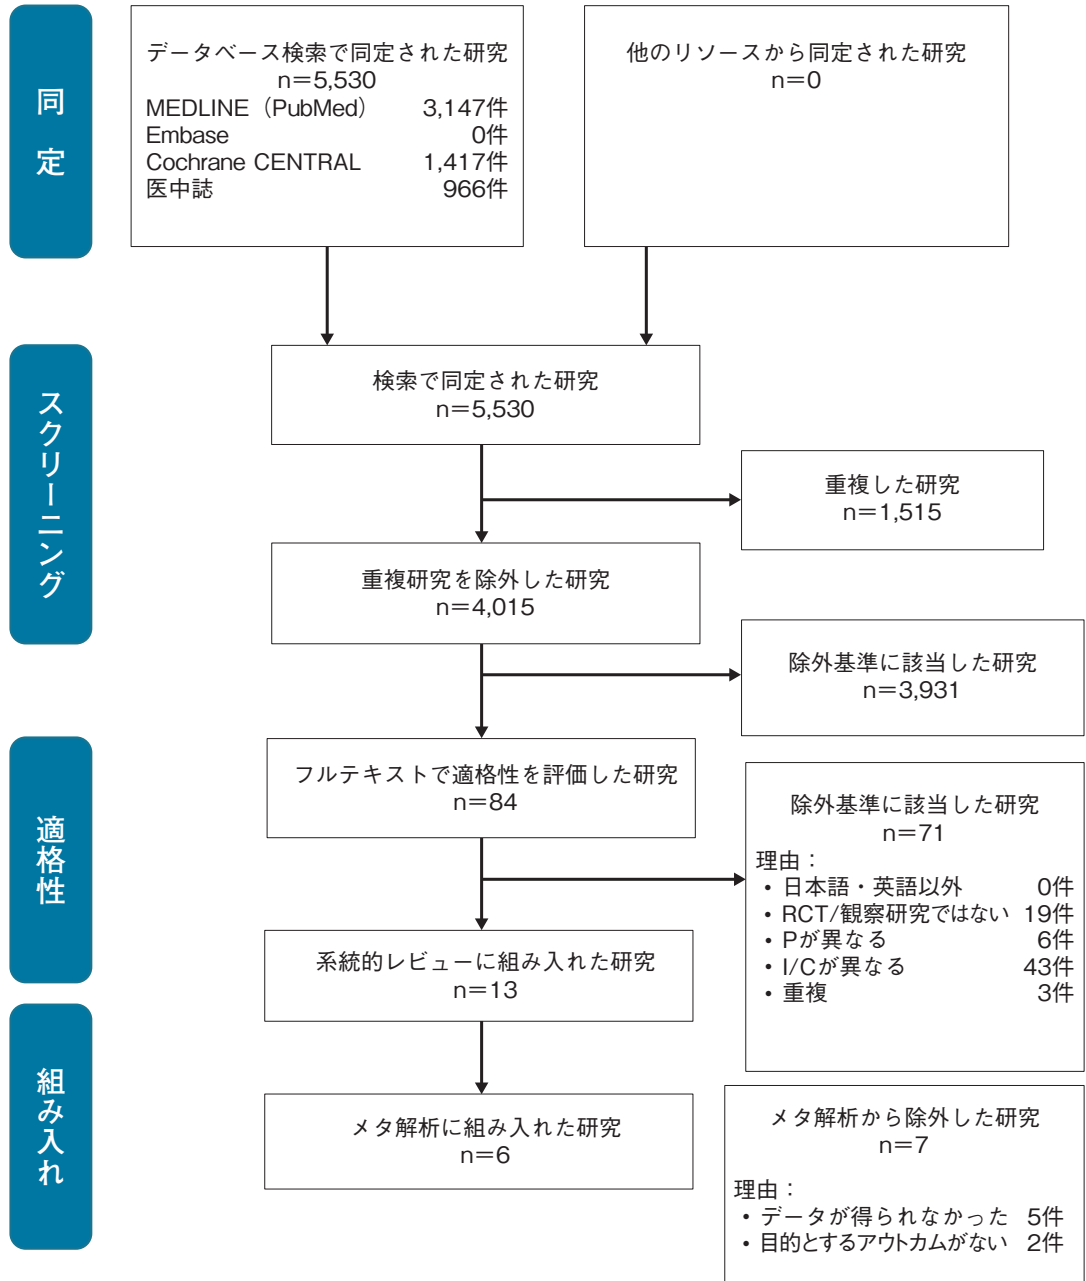 同定
データベース検索で同定された研究
n=5,530
MEDLINE（PubMed） 3,147件
Embase 0件
Cochrane CENTRAL 1,417件
医中誌 966件
他のリソースから同定された研究
n=0
スクリーニング
検索で同定された研究
n=5,530
重複した研究
n=1,515
重複研究を除外した研究
n=4,015
除外基準に該当した研究
n=3,931
適格性
フルテキストで適格性を評価した研究
n=84
除外基準に該当した研究
n=71
理由：
・日本語・英語以外 0件
・RCT/観察研究ではない 19件
・Pが異なる 6件
・I/Cが異なる 43件
・重複 3件
系統的レビューに組み入れた研究
n=13
組み入れ
メタ解析に組み入れた研究
n=6
メタ解析から除外した研究
n=7
理由：
・データが得られなかった 5件
・目的とするアウトカムがない 2件